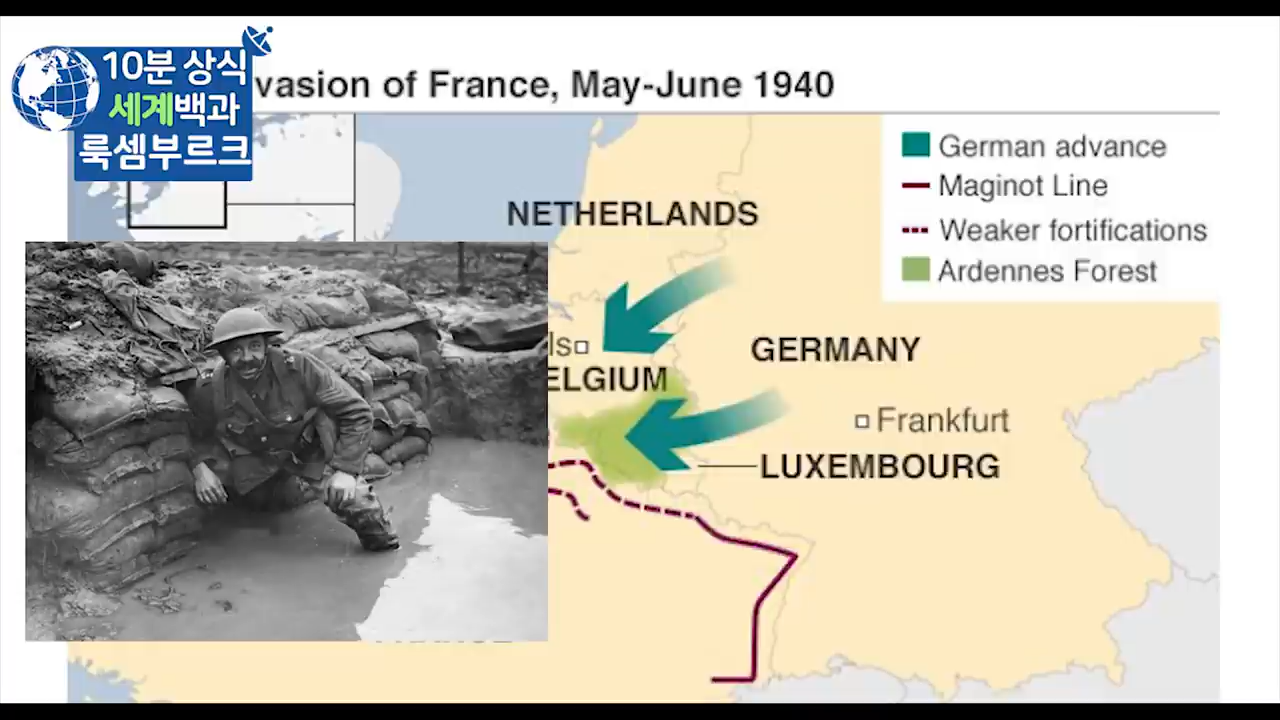 10분 상식
세계백과
룩셈부르크
vasion of France, May-June 1940
German advance
Maginot Line
Weaker fortifications
Ardennes Forest
NETHERLANDS
ls
GERMANY
ELGIUM
Frankfurt
LUXEMBOURG